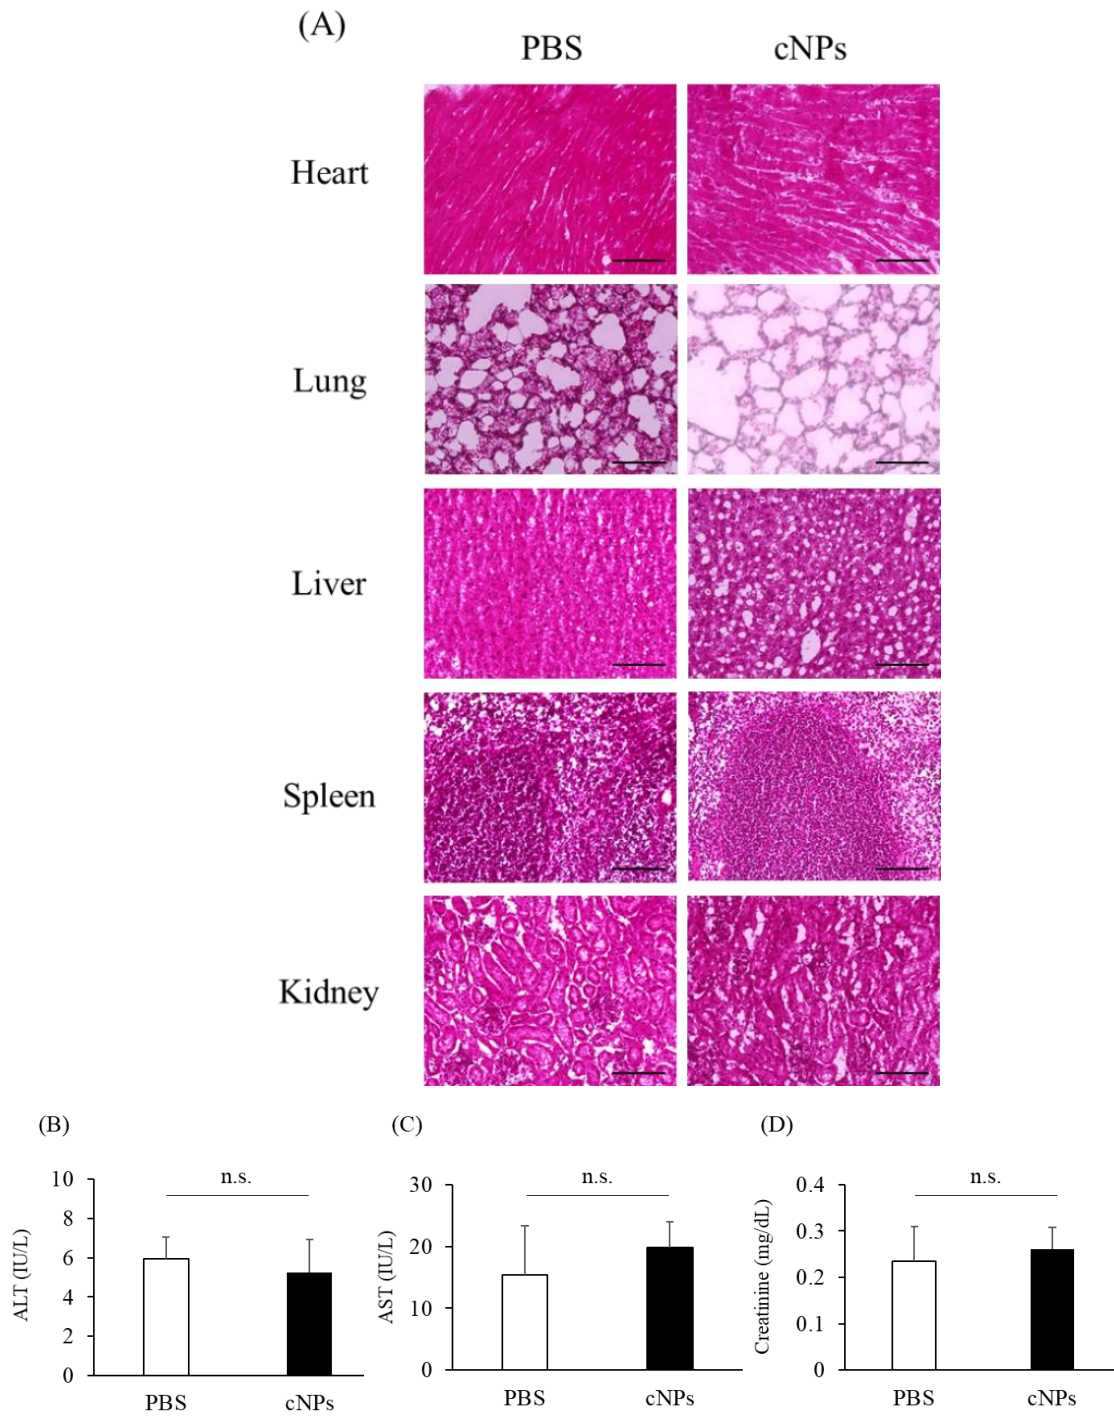 (A)
PBS cNPs
Heart
Lung
Liver
Spleen
Kidney
(B)
n.s.
ALT (IU/L)
10
8
6
4
2
0
PBS cNPs
(C)
n.s.
AST (IU/L)
30
20
10
0
PBS cNPs
(D)
n.s.
Creatinine (mg/dL)
0.4
0.3
0.2
0.1
0
PBS cNPs